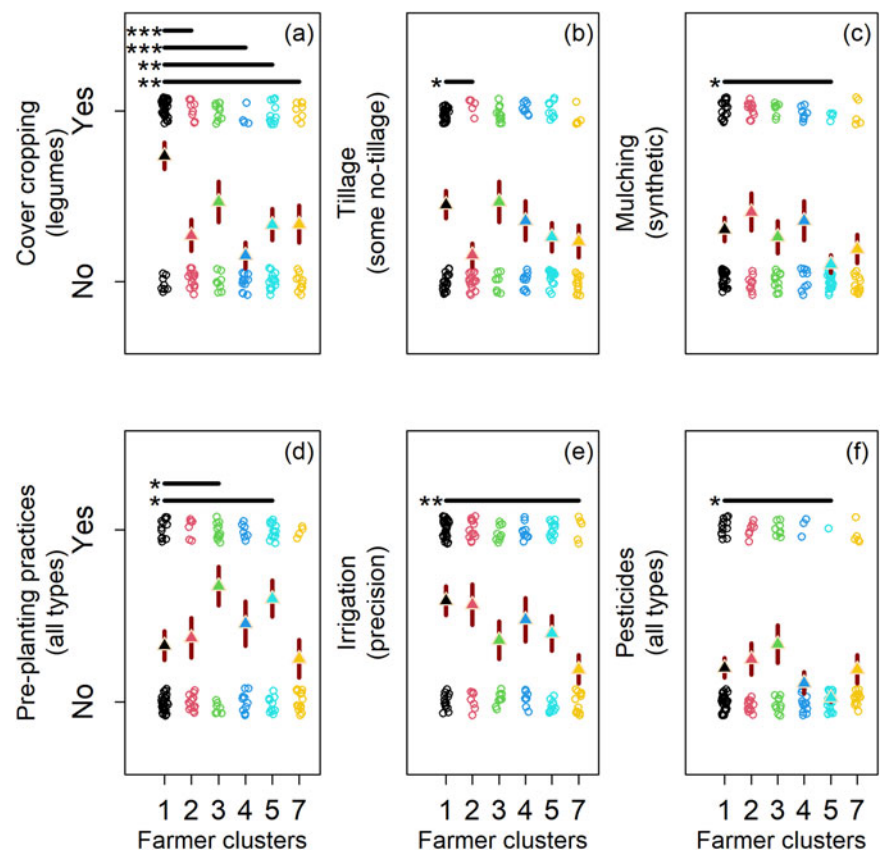 (a)
***
***
**
**
Yes
No
Cover cropping
(legumes)
(b)
*
Tillage
(some no-tillage)
(c)
*
Mulching
(synthetic)
(d)
*
*
Yes
No
Pre-planting practices
(all types)
1 2 3 4 5 7
Farmer clusters
(e)
**
Irrigation
(precision)
1 2 3 4 5 7
Farmer clusters
(f)
*
Pesticides
(all types)
1 2 3 4 5 7
Farmer clusters